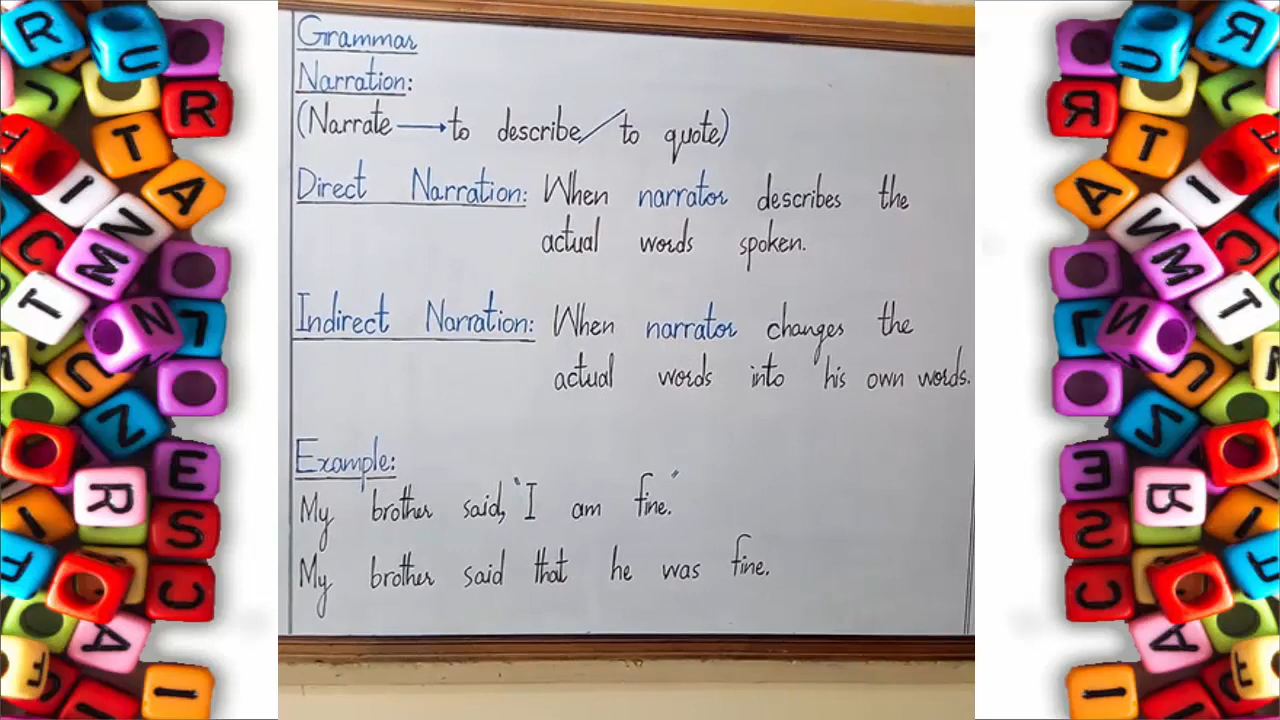 Grammar
Narration:
(Narrate → to describe/to quote)
Direct Narration: When narrator describes the
actual words spoken.
Indirect Narration: When narrator changes the
actual words into his own words.
Example:
My brother said, "I am fine."
My brother said that he was fine.